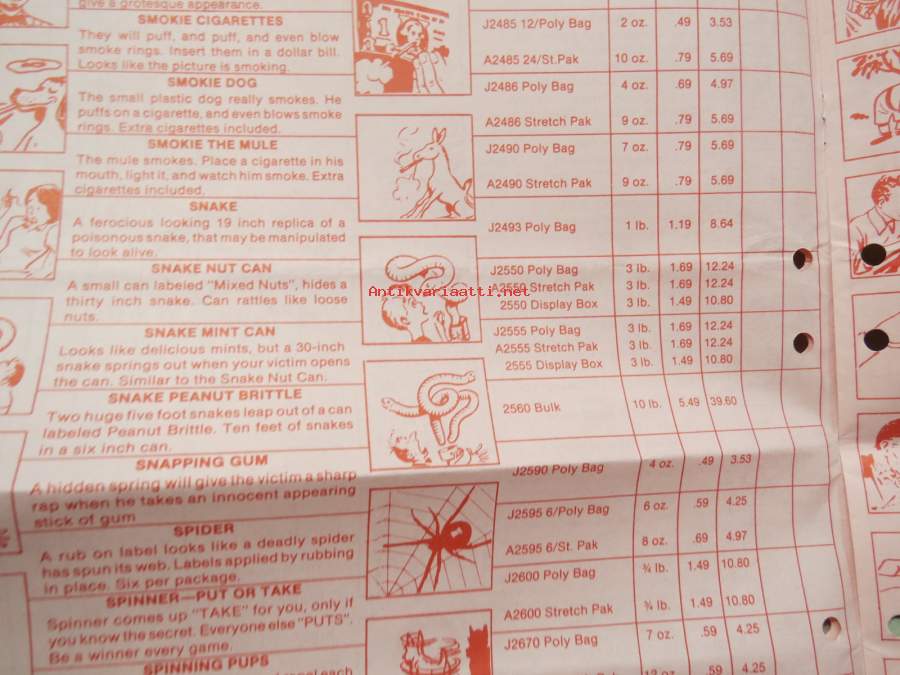 give a grotesque appearance.
SMOKIE CIGARETTES
They will puff, and puff, and even blow
smoke rings. Insert them in a dollar bill.
Looks like the picture is smoking.
J2485 12/Poly Bag 2 oz. .49 3.53
A2485 24/St.Pak 10 oz. .79 5.69
SMOKIE DOG
The small plastic dog really smokes. He
puffs on a cigarette, and even blows smoke
rings. Extra cigarettes included.
J2486 Poly Bag 4 oz. .69 4.97
A2486 Stretch Pak 9 oz. .79 5.69
SMOKIE THE MULE
The mule smokes. Place a cigarette in his
mouth, light it, and watch him smoke. Extra
cigarettes included.
J2490 Poly Bag 7 oz. .79 5.69
A2490 Stretch Pak 9 oz. .79 5.69
SNAKE
A ferocious looking 19 inch replica of a
poisonous snake, that may be manipulated
to look alive.
J2493 Poly Bag 1 lb. 1.19 8.64
SNAKE NUT CAN
A small can labeled "Mixed Nuts", hides a
thirty inch snake. Can rattles like loose
nuts.
J2550 Poly Bag 3 lb. 1.69 12.24
A2550 Stretch Pak 3 lb. 1.69 12.24
2550 Display Box 3 lb. 1.49 10.80
Antikvariaatti.net
SNAKE MINT CAN
Looks like delicious mints, but a 30-inch
snake springs out when your victim opens
the can. Similar to the Snake Nut Can.
J2555 Poly Bag 3 lb. 1.69 12.24
A2555 Stretch Pak 3 lb. 1.69 12.24
2555 Display Box 3 lb. 1.49 10.80
SNAKE PEANUT BRITTLE
Two huge five foot snakes leap out of a can
labeled Peanut Brittle. Ten feet of snakes
in a six inch can.
2560 Bulk 10 lb. 5.49 39.60
SNAPPING GUM
A hidden spring will give the victim a sharp
rap when he takes an innocent appearing
stick of gum
J2590 Poly Bag 4 oz. .49 3.53
SPIDER
A rub on label looks like a deadly spider
has spun its web. Labels applied by rubbing
in place. Six per package.
J2595 6/Poly Bag 6 oz. .59 4.25
A2595 6/St. Pak 8 oz. .69 4.97
SPINNER—PUT OR TAKE
Spinner comes up "TAKE" for you, only if
you know the secret. Everyone else "PUTS".
Be a winner every game.
J2600 Poly Bag ¾ lb. 1.49 10.80
A2600 Stretch Pak ¾ lb. 1.49 10.80
SPINNING PUPS
J2670 Poly Bag 7 oz. .59 4.25
12 oz. .59 4.25